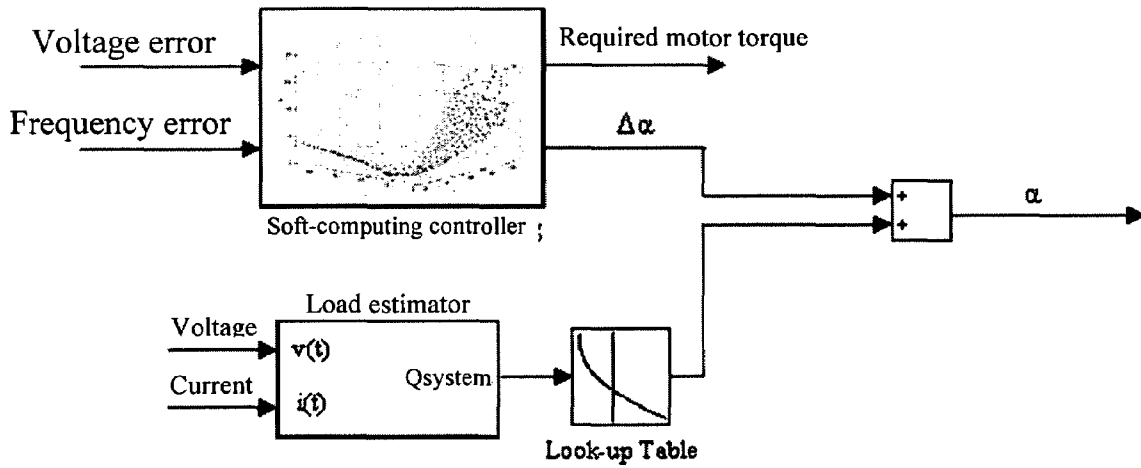 Voltage error
Required motor torque
Frequency error
Δα
+
α
+
Soft-computing controller ;
Load estimator
Voltage
v(t)
Qsystem
Current
i(t)
Look-up Table